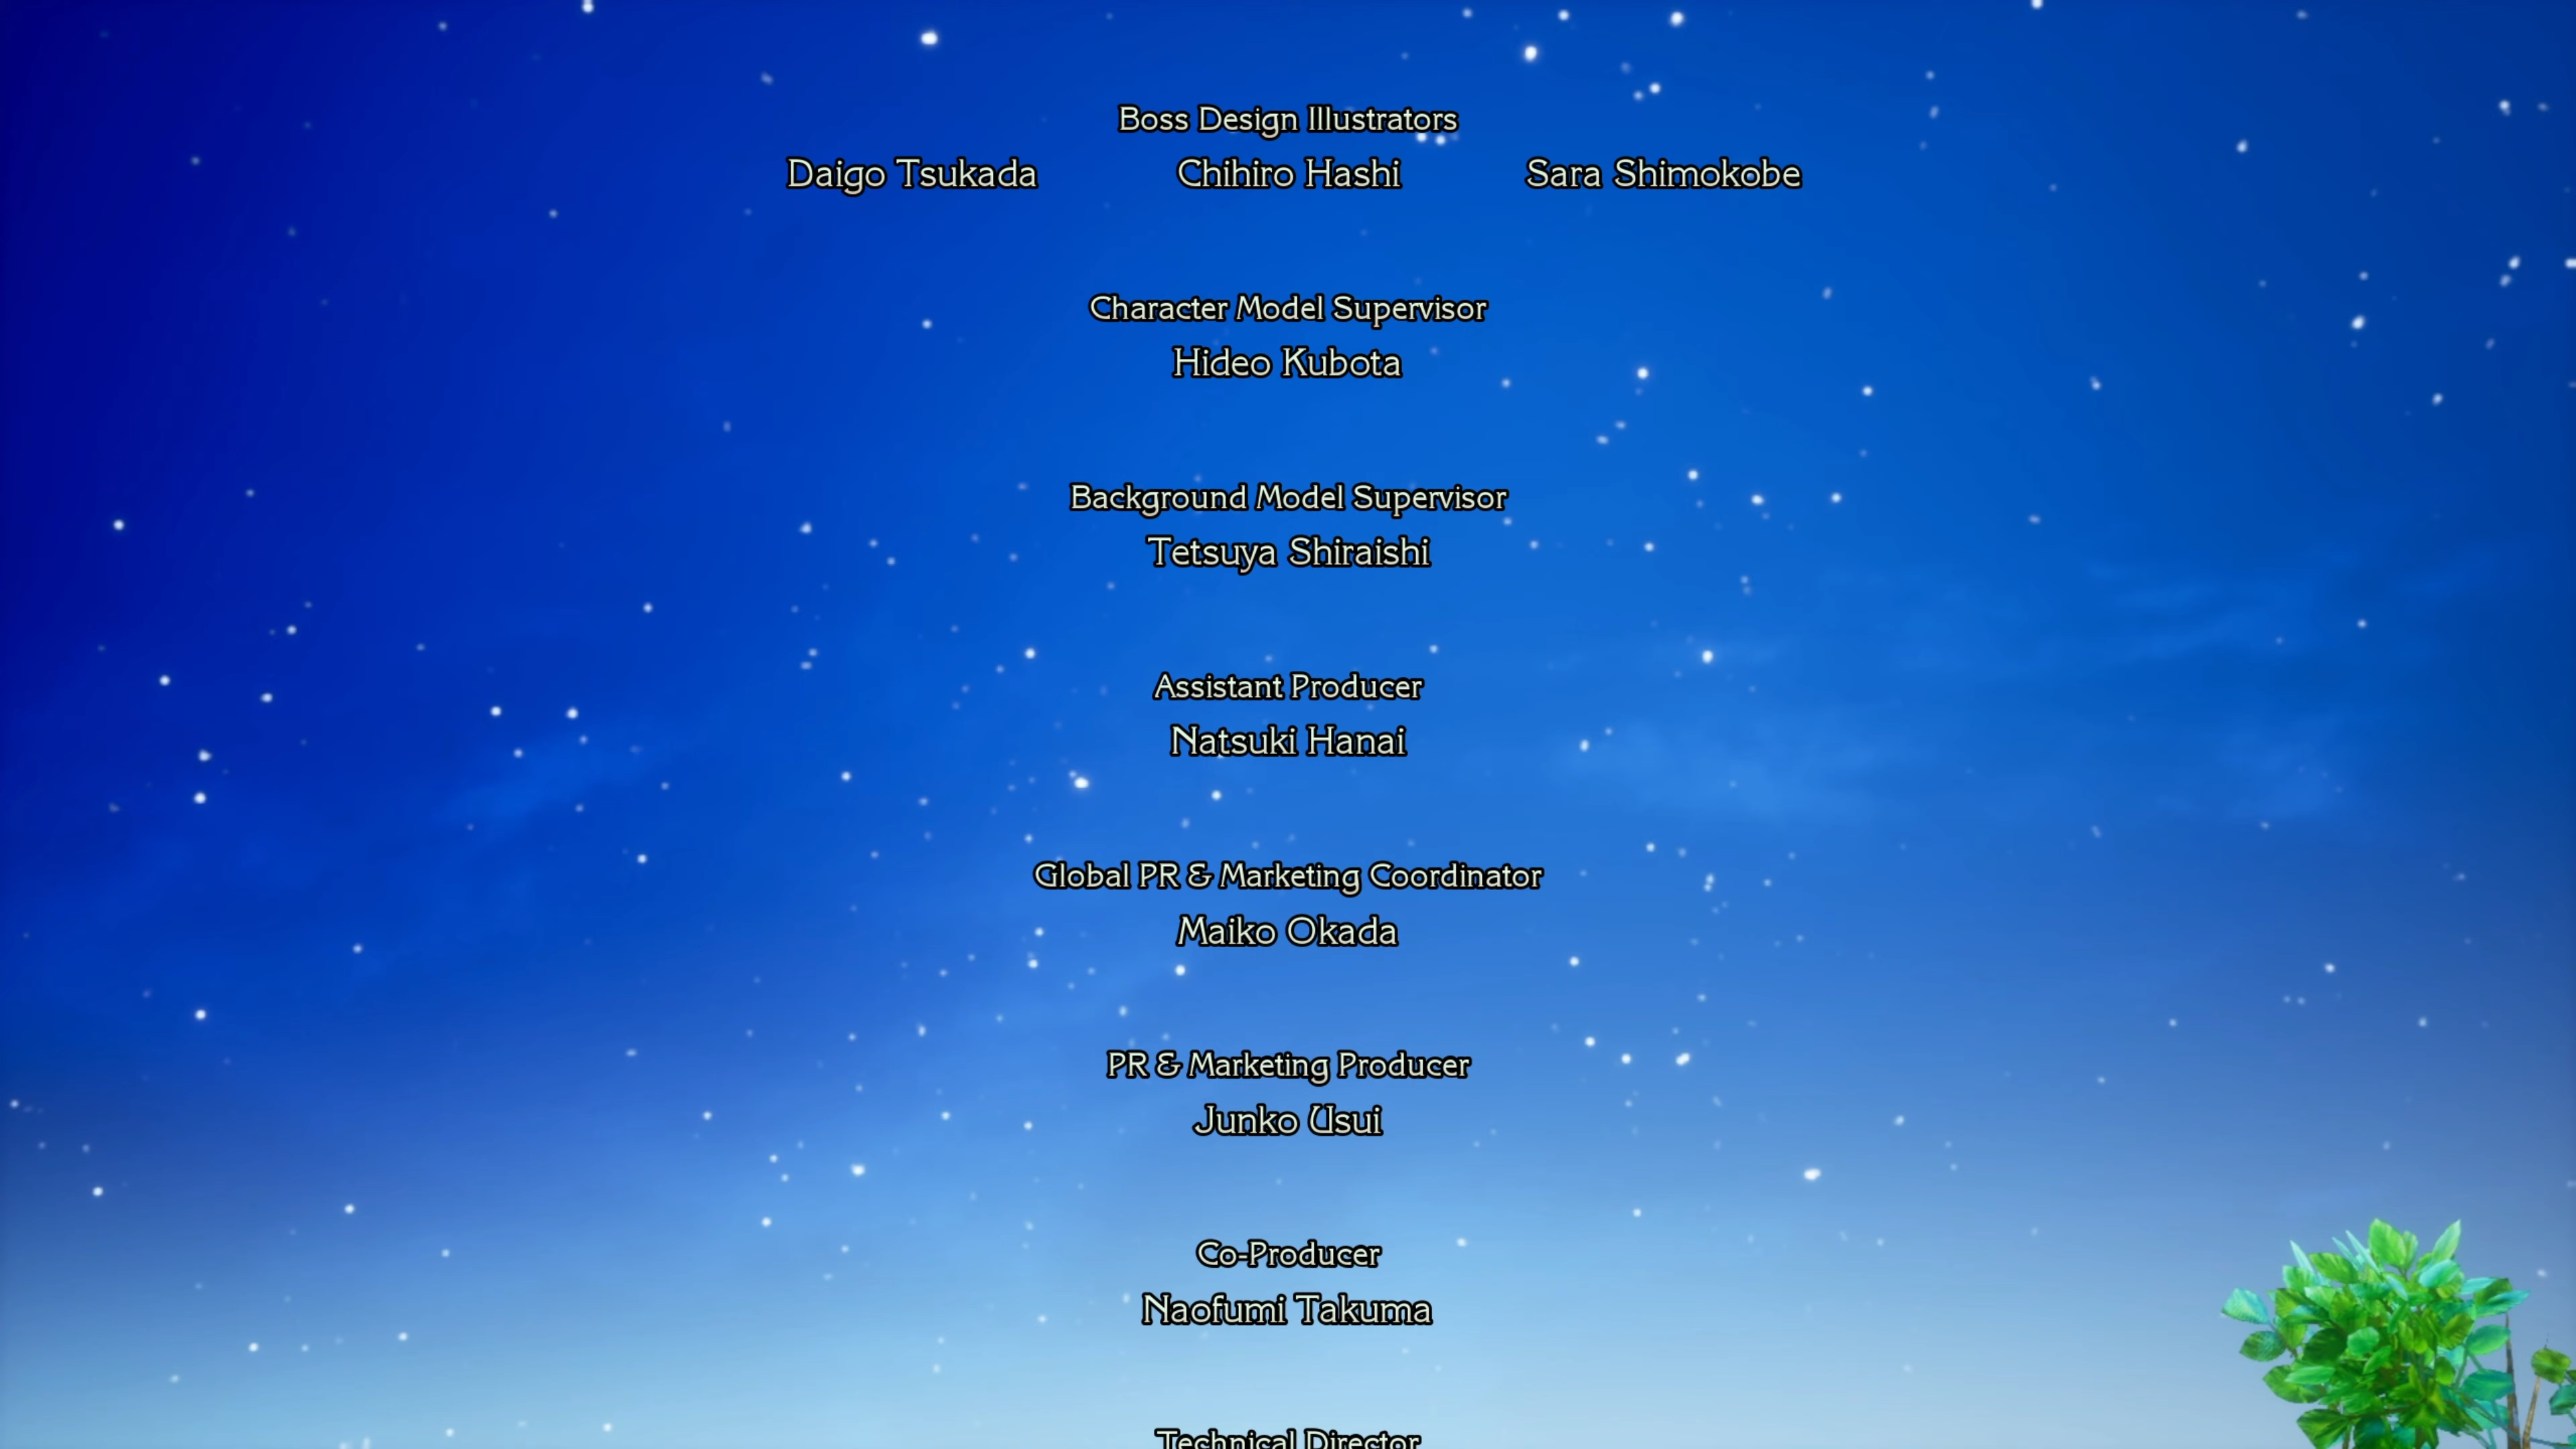 Boss Design Illustrators
Daigo Tsukada Chihiro Hashi Sara Shimokobe
Character Model Supervisor
Hideo Kubota
Background Model Supervisor
Tetsuya Shiraishi
Assistant Producer
Natsuki Hanai
Global PR & Marketing Coordinator
Maiko Okada
PR & Marketing Producer
Junko Usui
Co-Producer
Naofumi Takuma
Technical Director